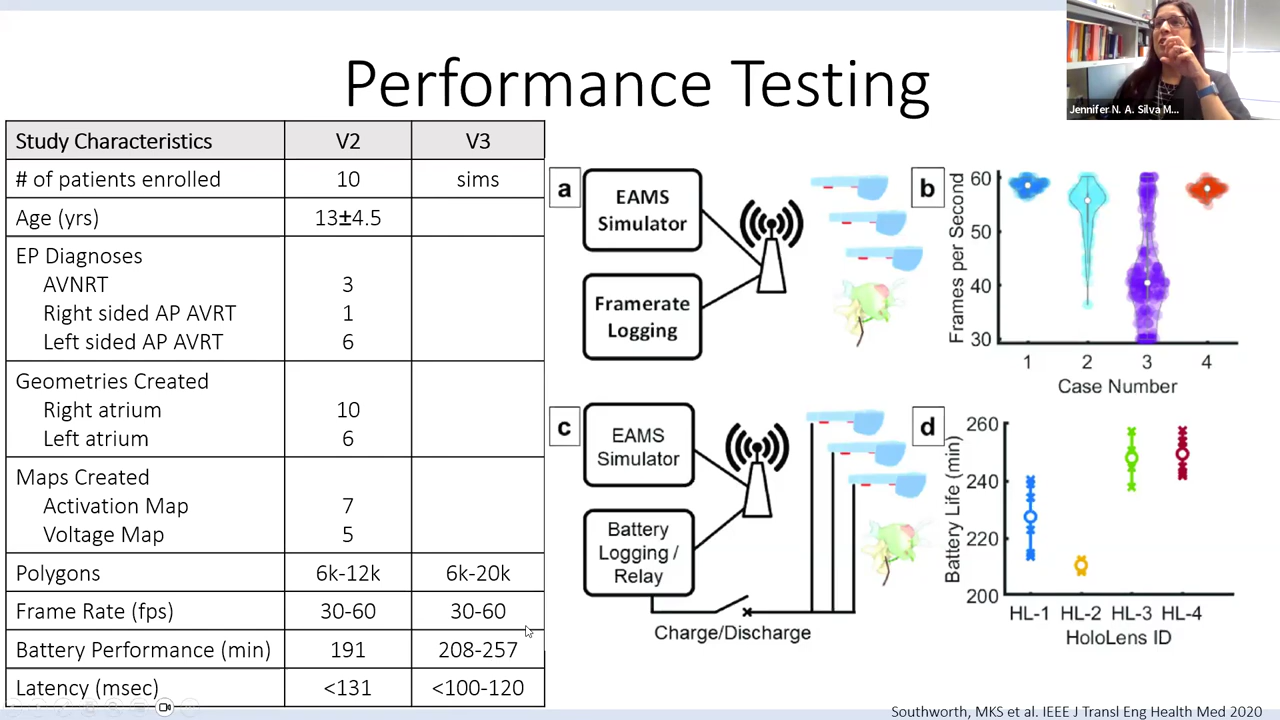 Performance Testing
Jennifer N. A. Silva M...
Study Characteristics V2 V3
# of patients enrolled 10 sims
Age (yrs) 13±4.5
EP Diagnoses
AVNRT 3
Right sided AP AVRT 1
Left sided AP AVRT 6
Geometries Created
Right atrium 10
Left atrium 6
Maps Created
Activation Map 7
Voltage Map 5
Polygons 6k-12k 6k-20k
Frame Rate (fps) 30-60 30-60
Battery Performance (min) 191 208-257
Latency (msec) <131 <100-120
a
EAMS
Simulator
Framerate
Logging
b
Frames per Second
60
50
40
30
1 2 3 4
Case Number
c
EAMS
Simulator
Battery
Logging /
Relay
Charge/Discharge
d
Battery Life (min)
260
240
220
200
HL-1 HL-2 HL-3 HL-4
HoloLens ID
Southworth, MKS et al. IEEE J Transl Eng Health Med 2020